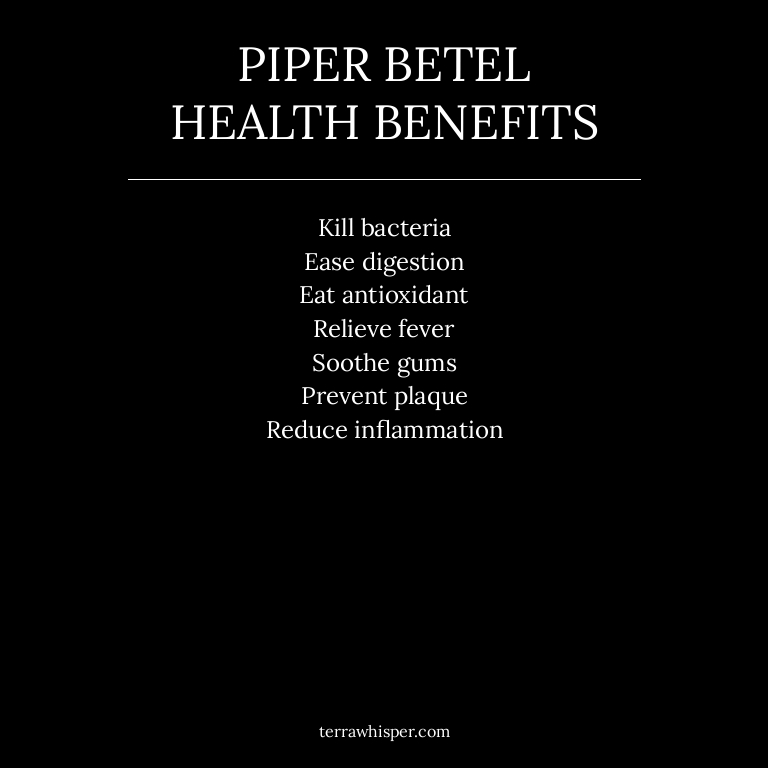 PIPER BETEL
HEALTH BENEFITS
Kill bacteria
Ease digestion
Eat antioxidant
Relieve fever
Soothe gums
Prevent plaque
Reduce inflammation
terrawhisper.com